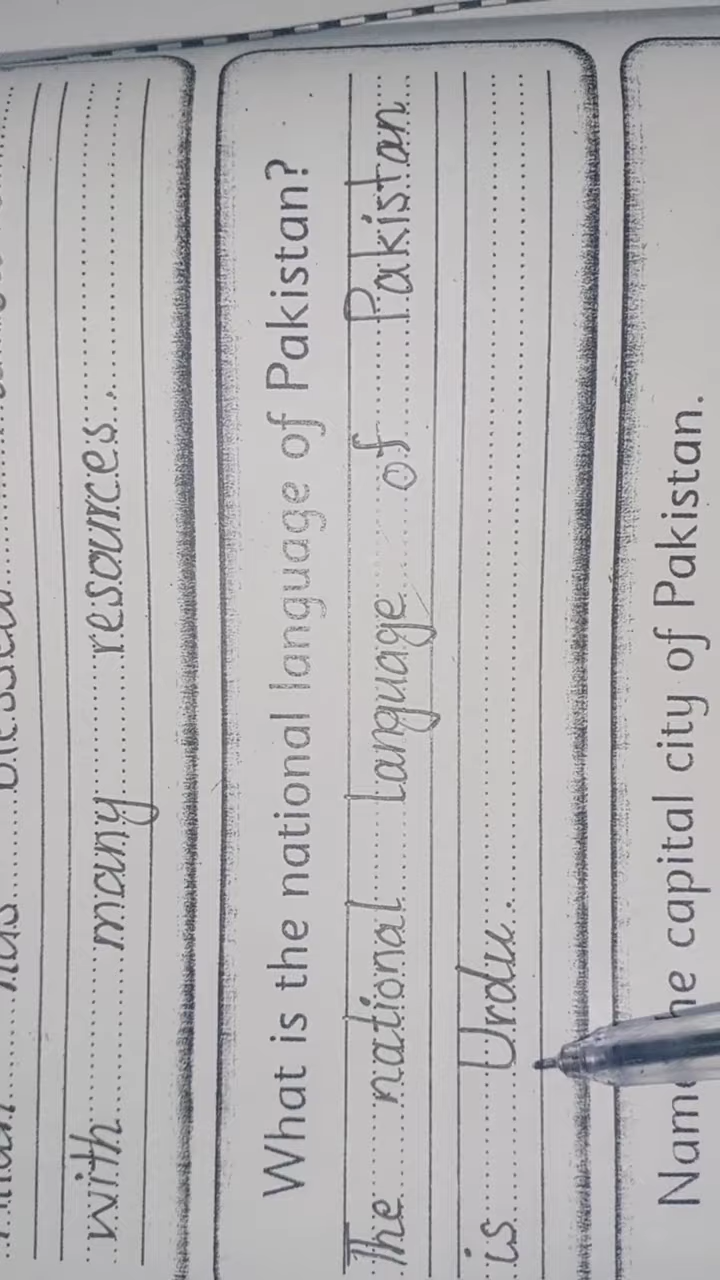 with many resources.
What is the national language of Pakistan?
The national language of Pakistan
is Urdu.
capital city of Pakistan.